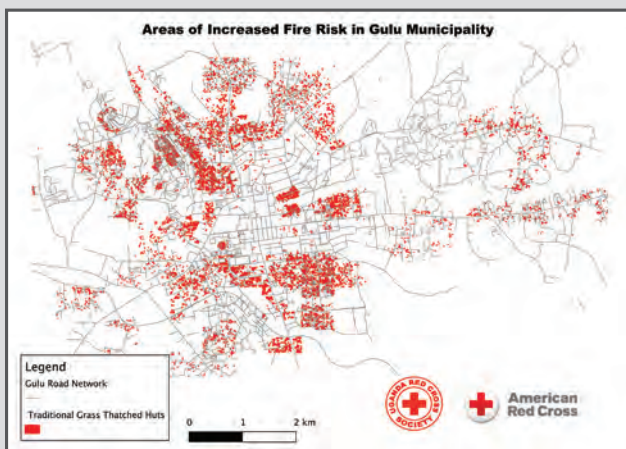 Areas of Increased Fire Risk in Gulu Municipality
Legend
Gulu Road Network
Traditional Grass Thatched Huts
0 1 2 km
UGANDA RED CROSS
SOCIETY
American
Red Cross